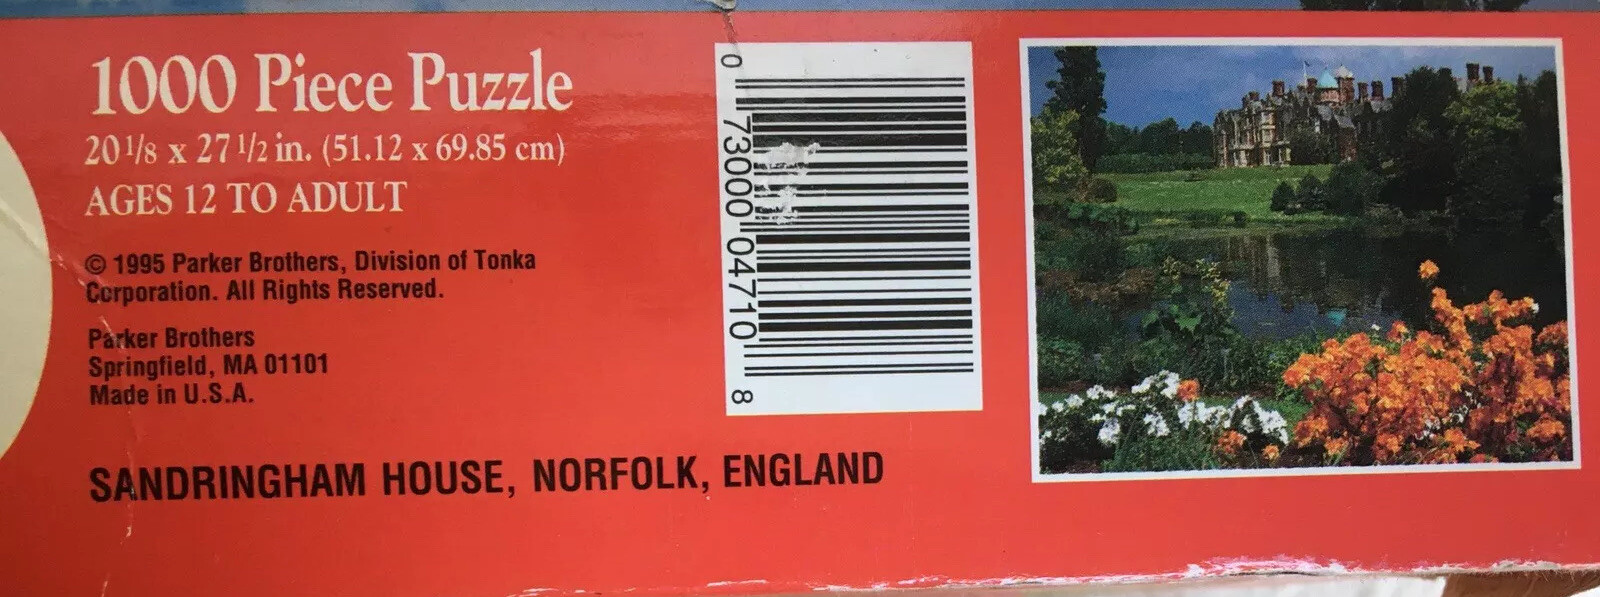 1000 Piece Puzzle
20 1/8 x 27 1/2 in. (51.12 x 69.85 cm)
AGES 12 TO ADULT
© 1995 Parker Brothers, Division of Tonka
Corporation. All Rights Reserved.
Parker Brothers
Springfield, MA 01101
Made in U.S.A.
SANDRINGHAM HOUSE, NORFOLK, ENGLAND
0 73000 04710 8